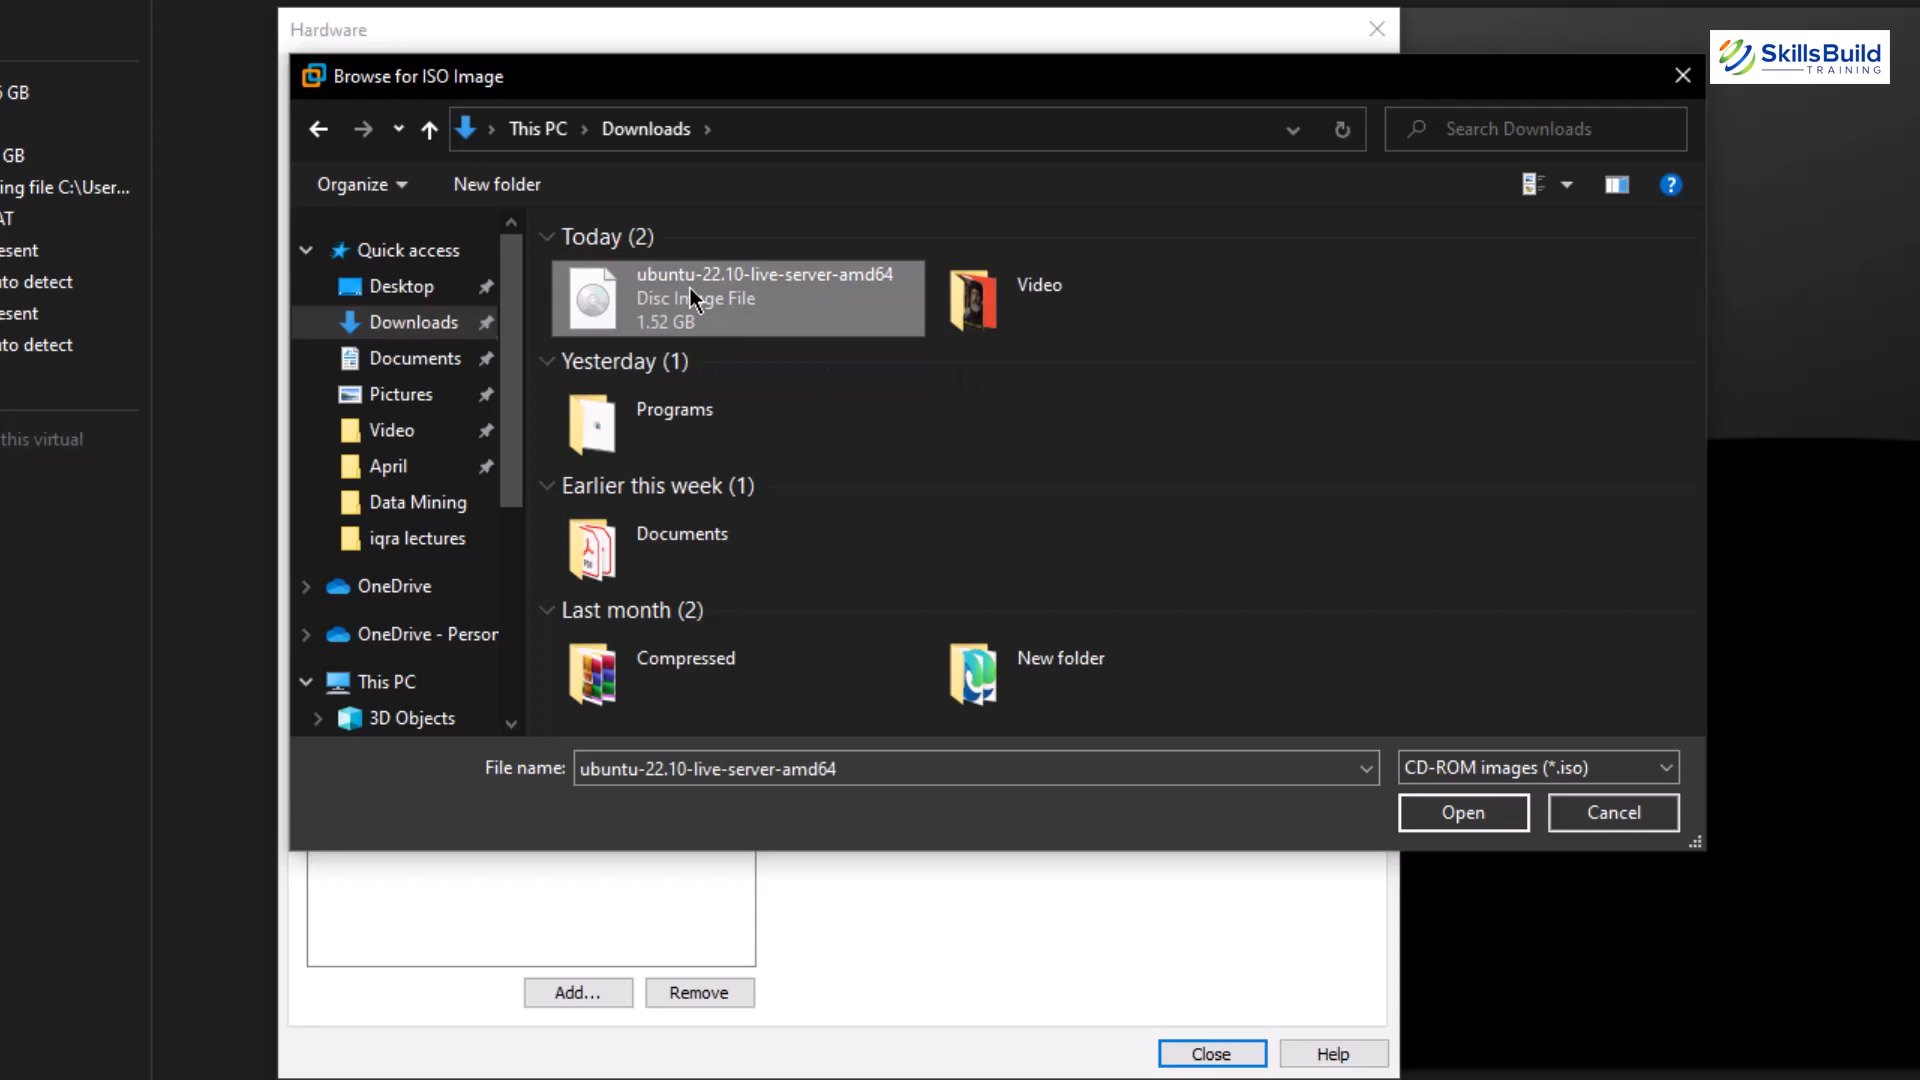 Hardware
SkillsBuild
TRAINING
Browse for ISO Image
This PC
Downloads
Search Downloads
Organize
New folder
GB
GB
ing file C:\User...
AT
esent
to detect
esent
to detect
this virtual
Quick access
Desktop
Downloads
Documents
Pictures
Video
April
Data Mining
iqra lectures
OneDrive
OneDrive - Person
This PC
3D Objects
Today (2)
ubuntu-22.10-live-server-amd64
Disc Image File
1.52 GB
Video
Yesterday (1)
Programs
Earlier this week (1)
Documents
PDF
Last month (2)
Compressed
New folder
File name:
ubuntu-22.10-live-server-amd64
CD-ROM images (*.iso)
Open
Cancel
Add...
Remove
Close
Help